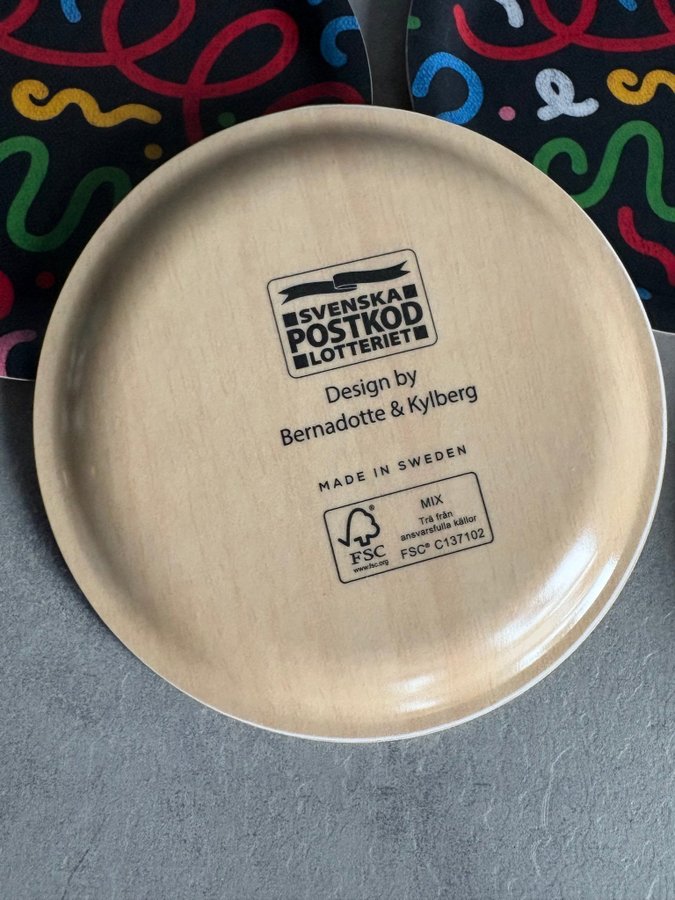 SVENSKA
POSTKOD
LOTTERIET
Design by
Bernadotte & Kylberg
MADE IN SWEDEN
MIX
Trä från
ansvarsfulla källor
FSC® C137102
FSC
www.fsc.org